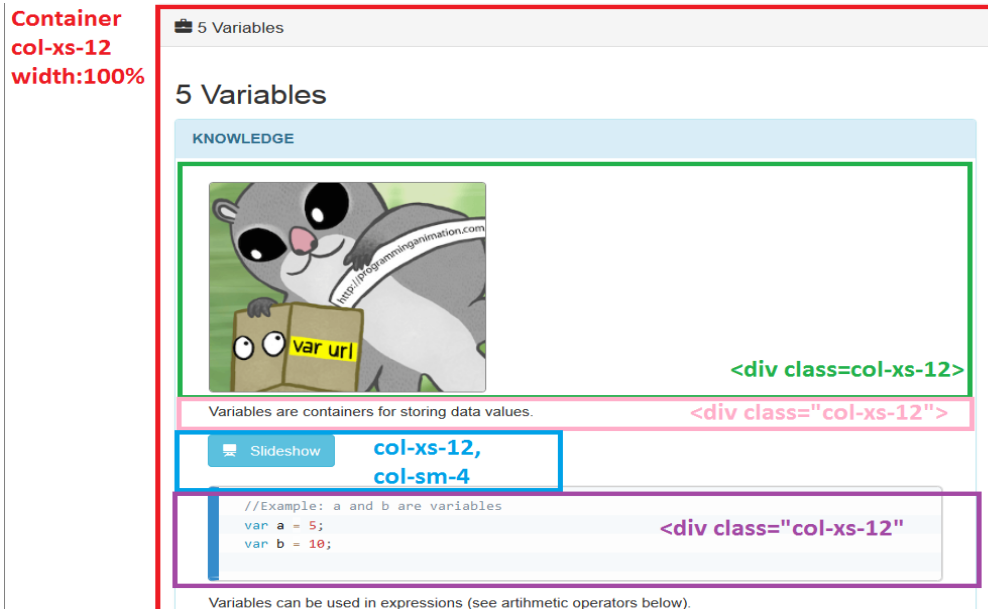 Container
col-xs-12
width:100%
5 Variables
5 Variables
KNOWLEDGE
http://programminganimation.com
var url
<div class=col-xs-12>
Variables are containers for storing data values.
<div class="col-xs-12">
Slideshow
col-xs-12,
col-sm-4
//Example: a and b are variables
var a = 5;
var b = 10;
<div class="col-xs-12"
Variables can be used in expressions (see artihmetic operators below).